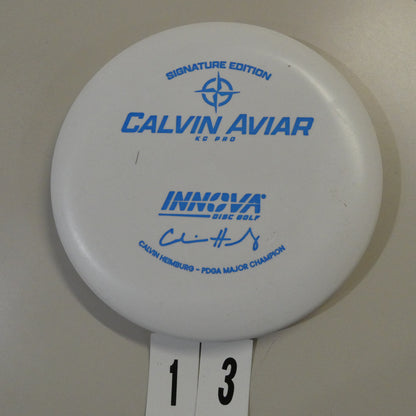 SIGNATURE EDITION
CALVIN AVIAR
KC PRO
INNOVA
DISC GOLF
CALVIN HEIMBURG - PDGA MAJOR CHAMPION
1 3